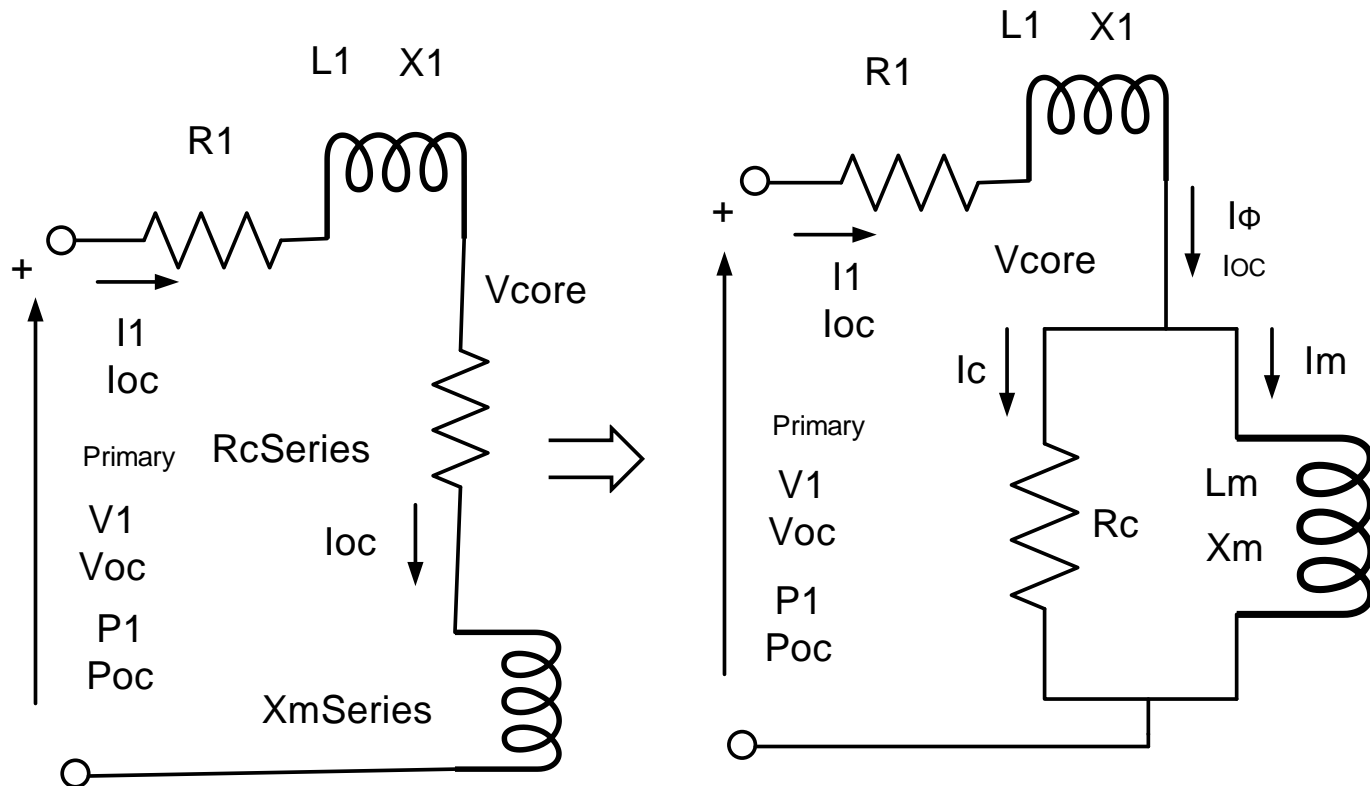 L1 X1
R1
+
I1
Ioc
Vcore
RcSeries
Primary
V1
Voc
Ioc
P1
Poc
XmSeries
L1 X1
R1
+
I1
Ioc
Vcore
IΦ
IOC
Ic
Im
Primary
V1
Voc
Rc
Lm
Xm
P1
Poc